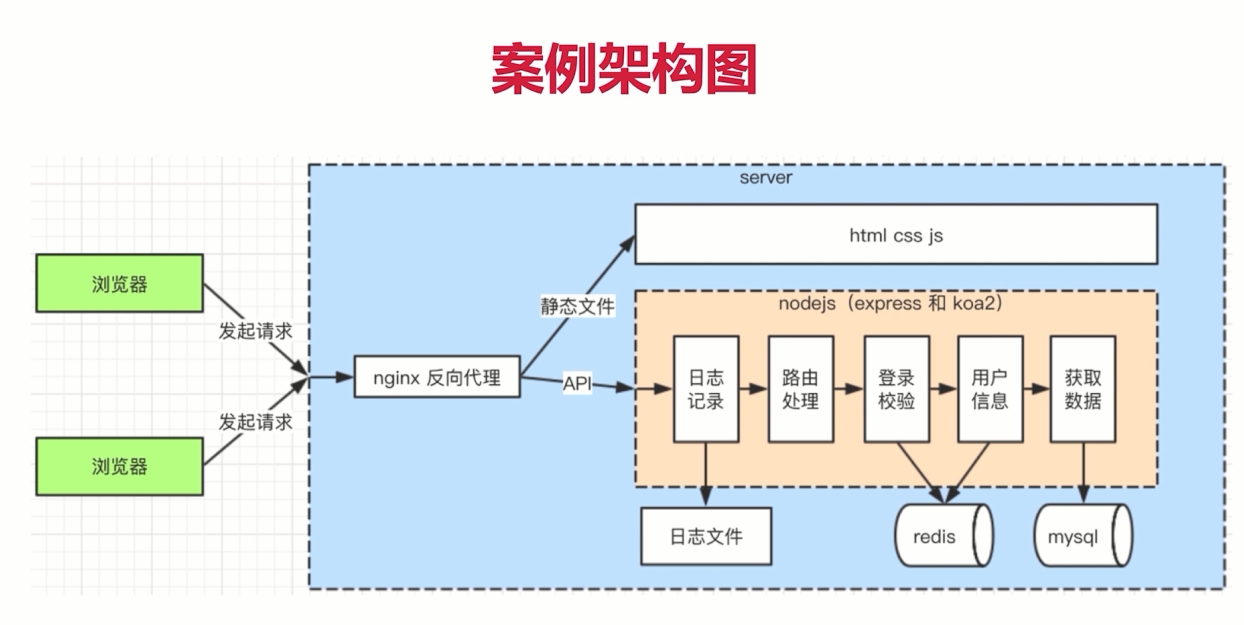 案例架构图
server
html css js
浏览器
发起请求
静态文件
nodejs（express 和 koa2）
nginx 反向代理
API
日志
记录
路由
处理
登录
校验
用户
信息
获取
数据
发起请求
浏览器
日志文件
redis
mysql